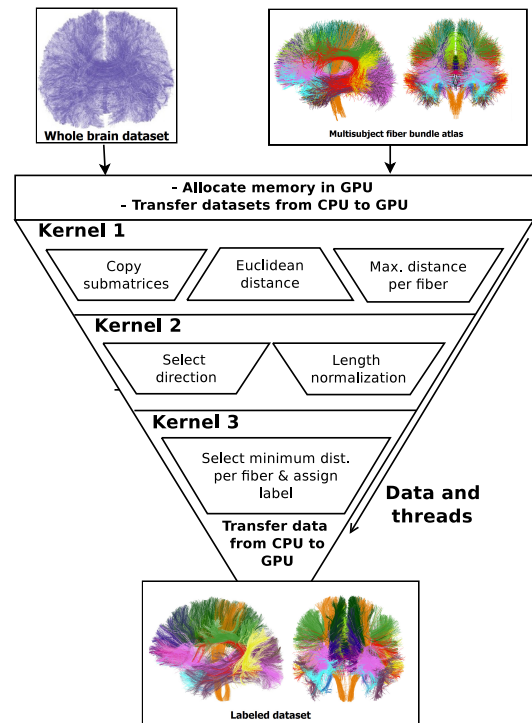 Whole brain dataset
Multisubject fiber bundle atlas
- Allocate memory in GPU
- Transfer datasets from CPU to GPU
Kernel 1
Copy
submatrices
Euclidean
distance
Max. distance
per fiber
Kernel 2
Select
direction
Length
normalization
Kernel 3
Select minimum dist.
per fiber & assign
label
Data and
threads
Transfer data
from CPU to
GPU
Labeled dataset